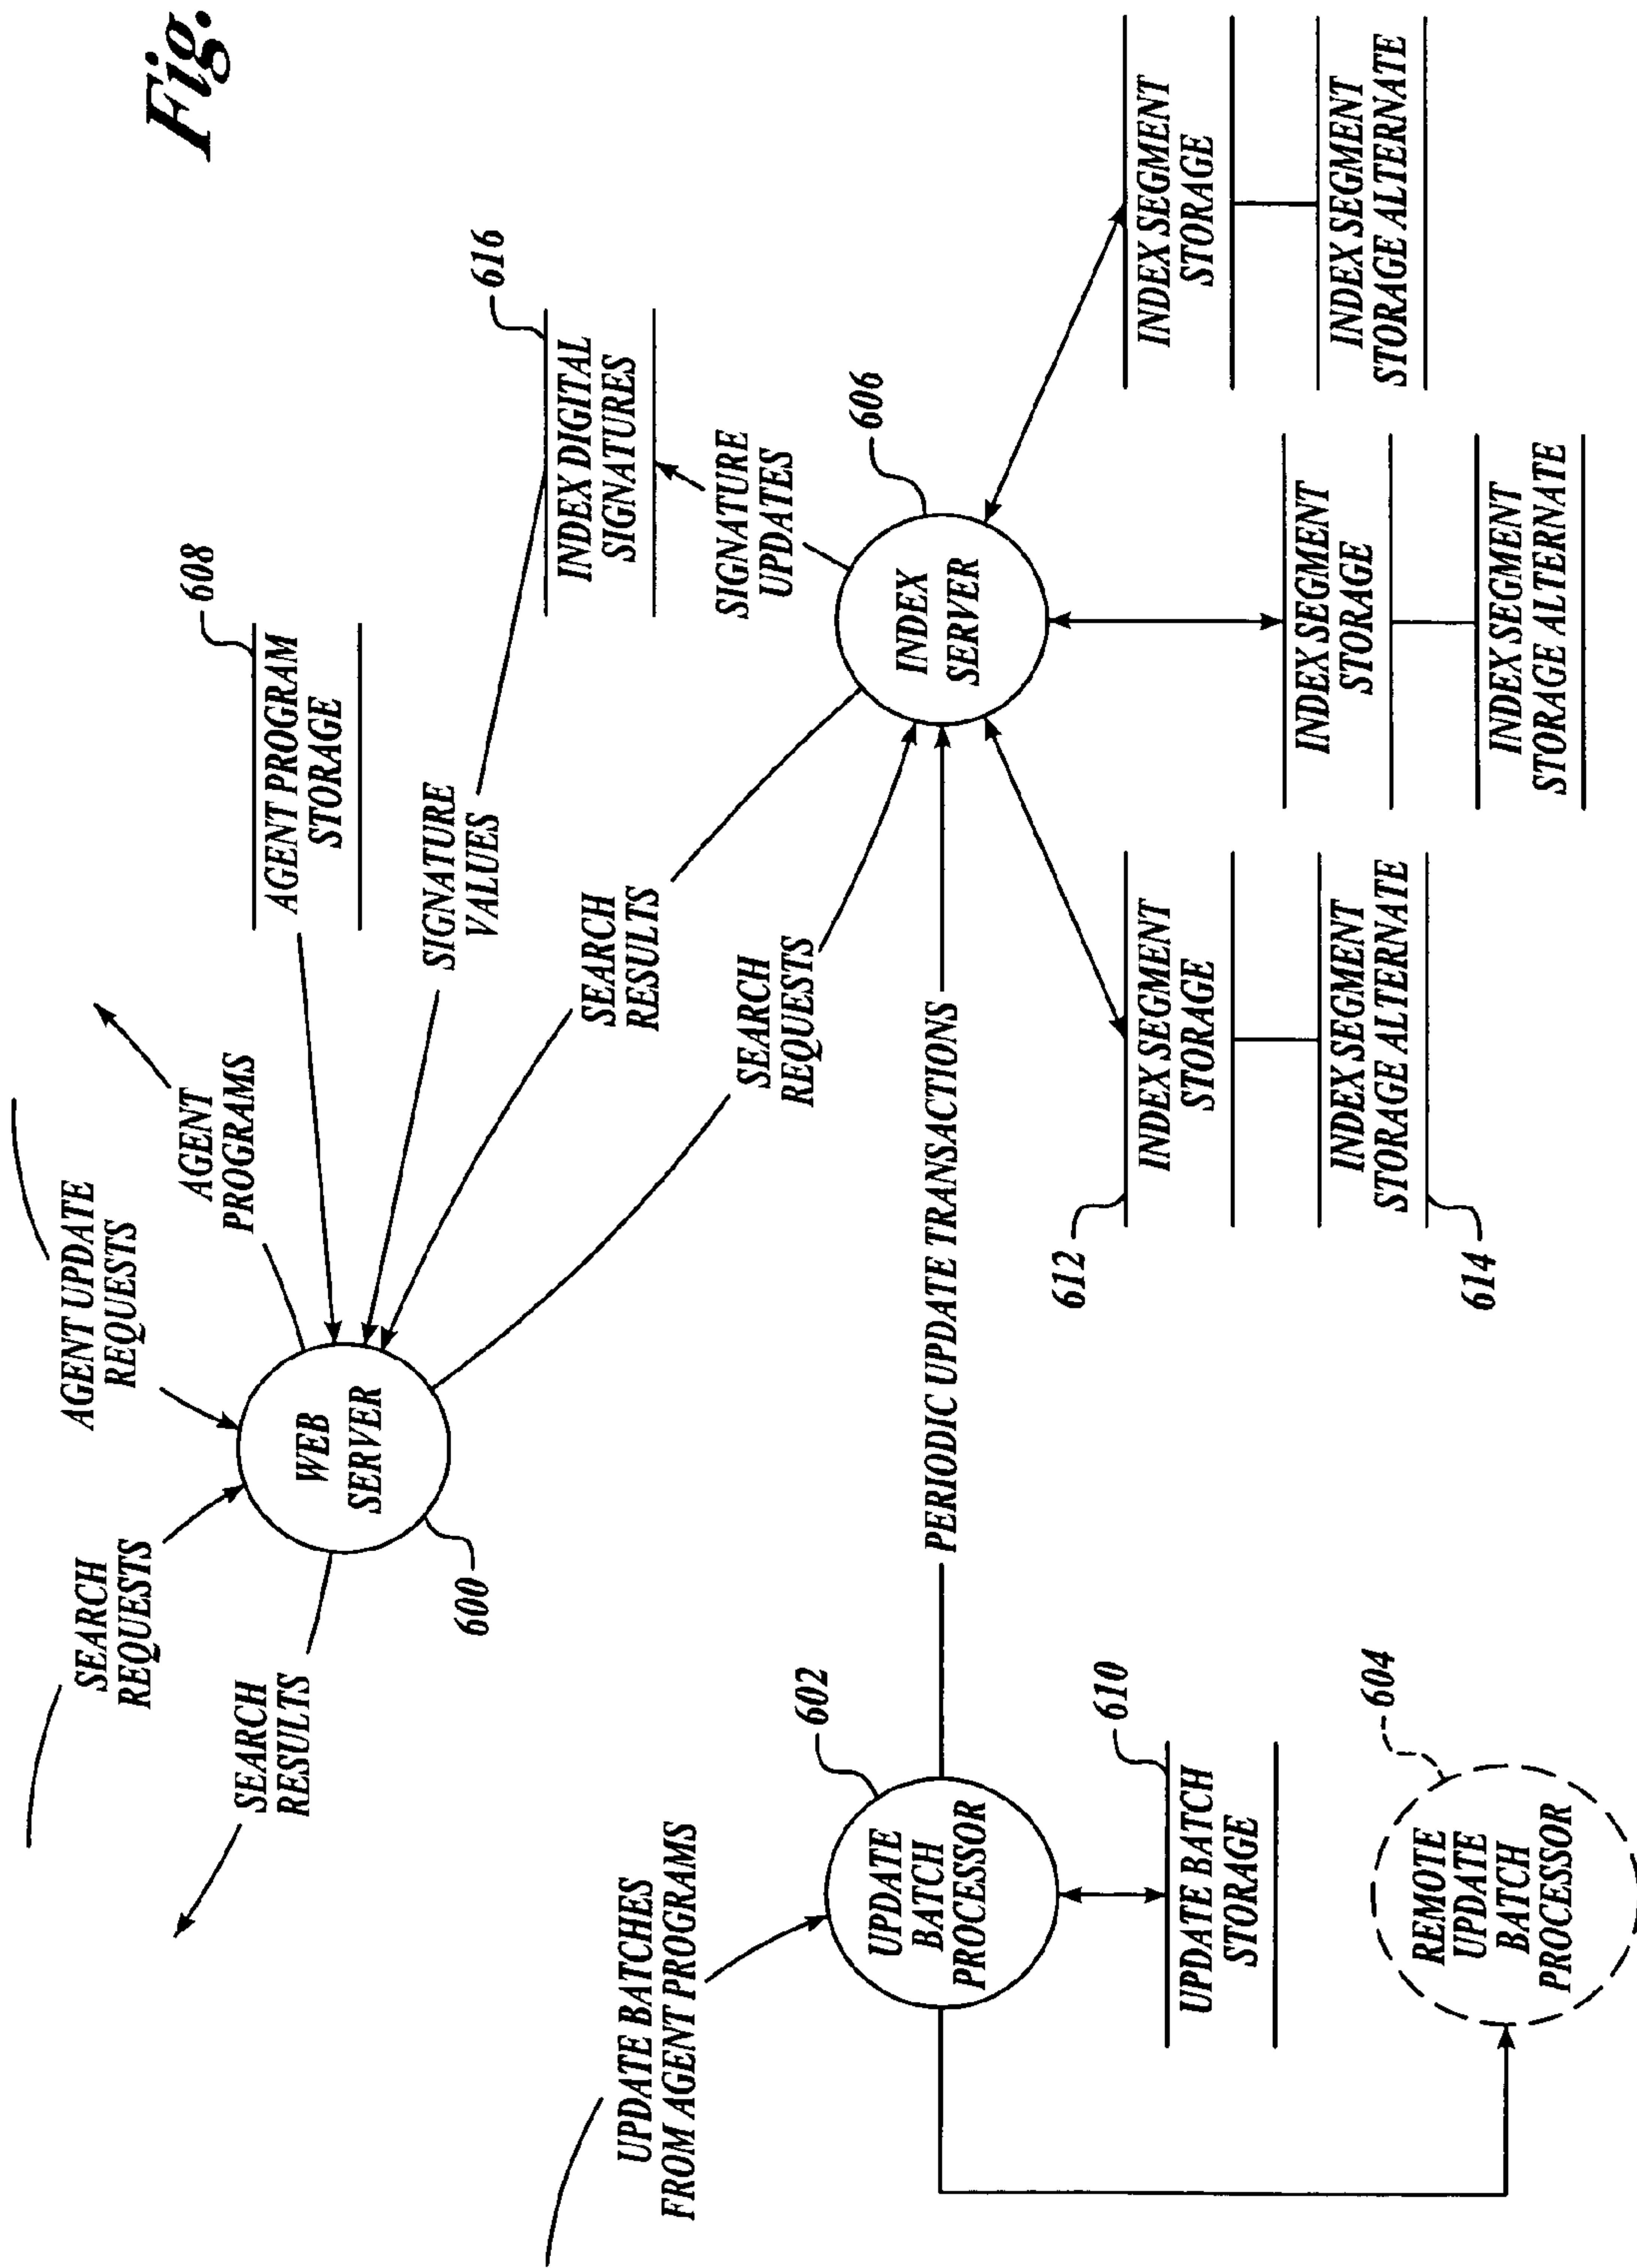 Fig.
SEARCH
REQUESTS
AGENT UPDATE
REQUESTS
AGENT
PROGRAMS
SEARCH
RESULTS
WEB
SERVER
600
AGENT PROGRAM
STORAGE
608
SIGNATURE
VALUES
INDEX DIGITAL
SIGNATURES
616
SEARCH
RESULTS
SEARCH
REQUESTS
SIGNATURE
UPDATES
UPDATE BATCHES
FROM AGENT PROGRAMS
UPDATE
BATCH
PROCESSOR
602
PERIODIC UPDATE TRANSACTIONS
INDEX
SERVER
606
UPDATE BATCH
STORAGE
610
REMOTE
UPDATE
BATCH
PROCESSOR
604
612
INDEX SEGMENT
STORAGE
INDEX SEGMENT
STORAGE ALTERNATE
614
INDEX SEGMENT
STORAGE
INDEX SEGMENT
STORAGE ALTERNATE
INDEX SEGMENT
STORAGE
INDEX SEGMENT
STORAGE ALTERNATE